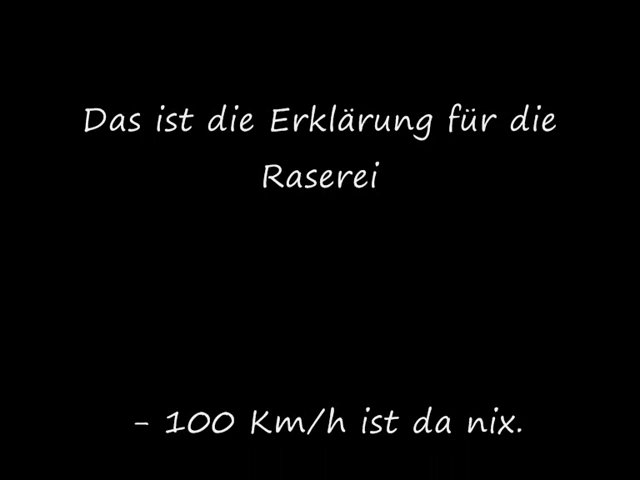 Das ist die Erklärung für die
Raserei
- 100 Km/h ist da nix.